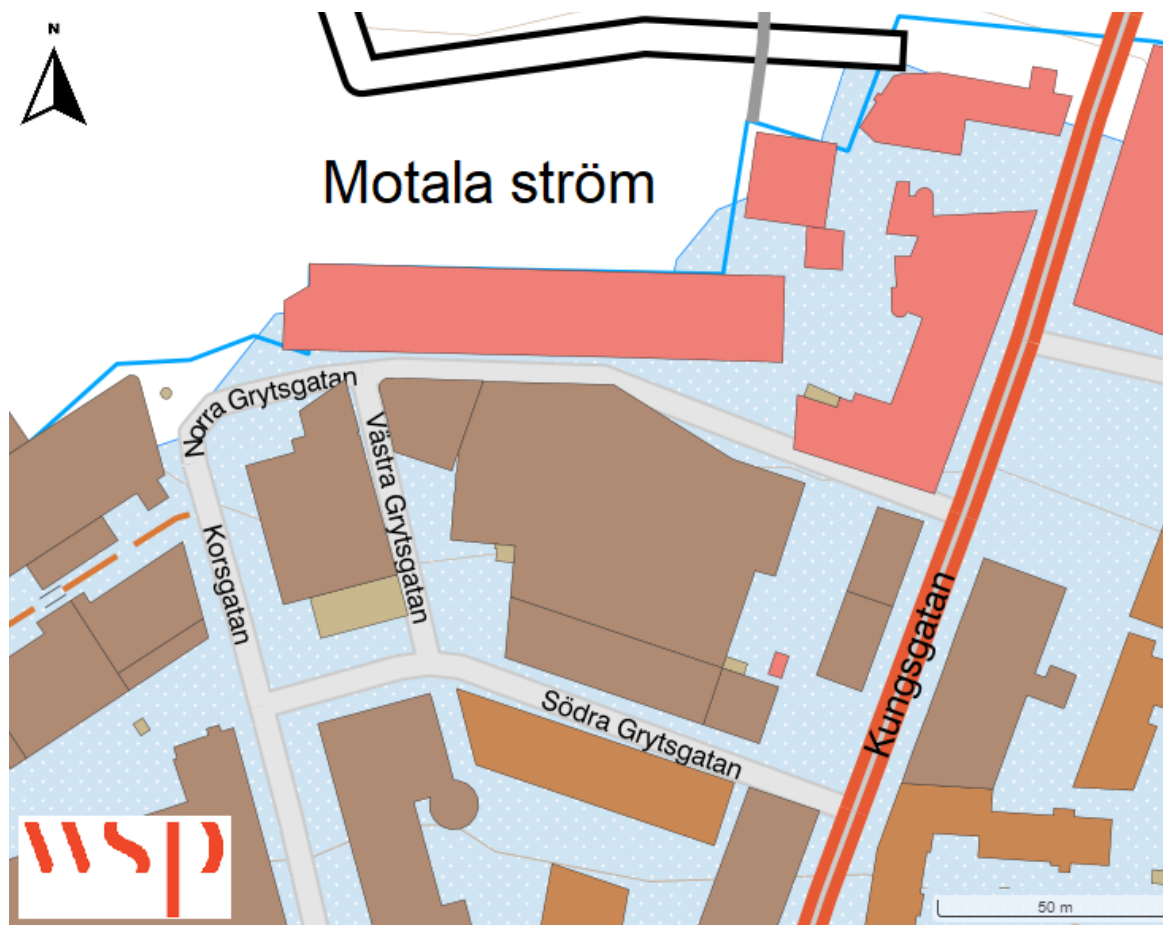 N
Motala ström
Norra Grytsgatan
Västra Grytsgatan
Korsgatan
Kungsgatan
Södra Grytsgatan
wsp
50 m